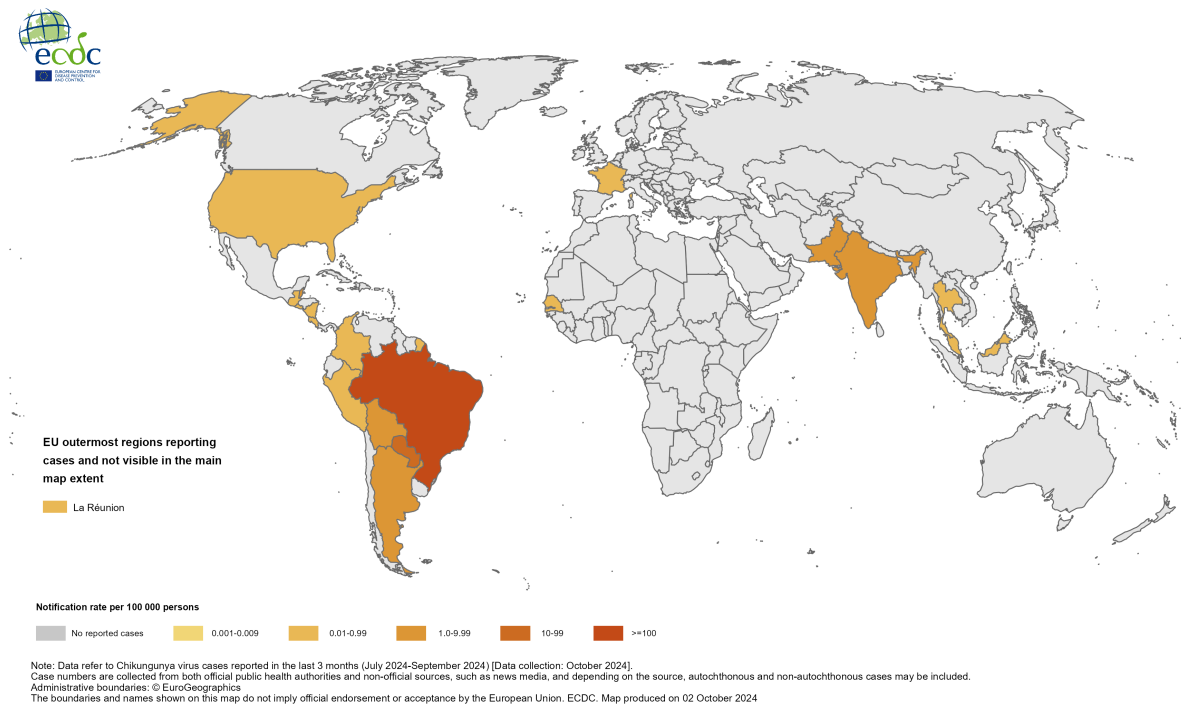 ecdc
EUROPEAN CENTRE FOR
DISEASE PREVENTION
AND CONTROL
EU outermost regions reporting
cases and not visible in the main
map extent
La Réunion
Notification rate per 100 000 persons
No reported cases 0.001-0.009 0.01-0.99 1.0-9.99 10-99 >=100
Note: Data refer to Chikungunya virus cases reported in the last 3 months (July 2024-September 2024) [Data collection: October 2024].
Case numbers are collected from both official public health authorities and non-official sources, such as news media, and depending on the source, autochthonous and non-autochthonous cases may be included.
Administrative boundaries: © EuroGeographics
The boundaries and names shown on this map do not imply official endorsement or acceptance by the European Union. ECDC. Map produced on 02 October 2024